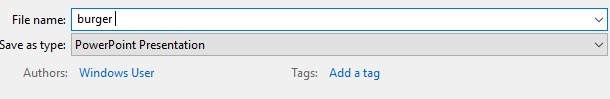 File name: burger
Save as type: PowerPoint Presentation
Authors: Windows User Tags: Add a tag